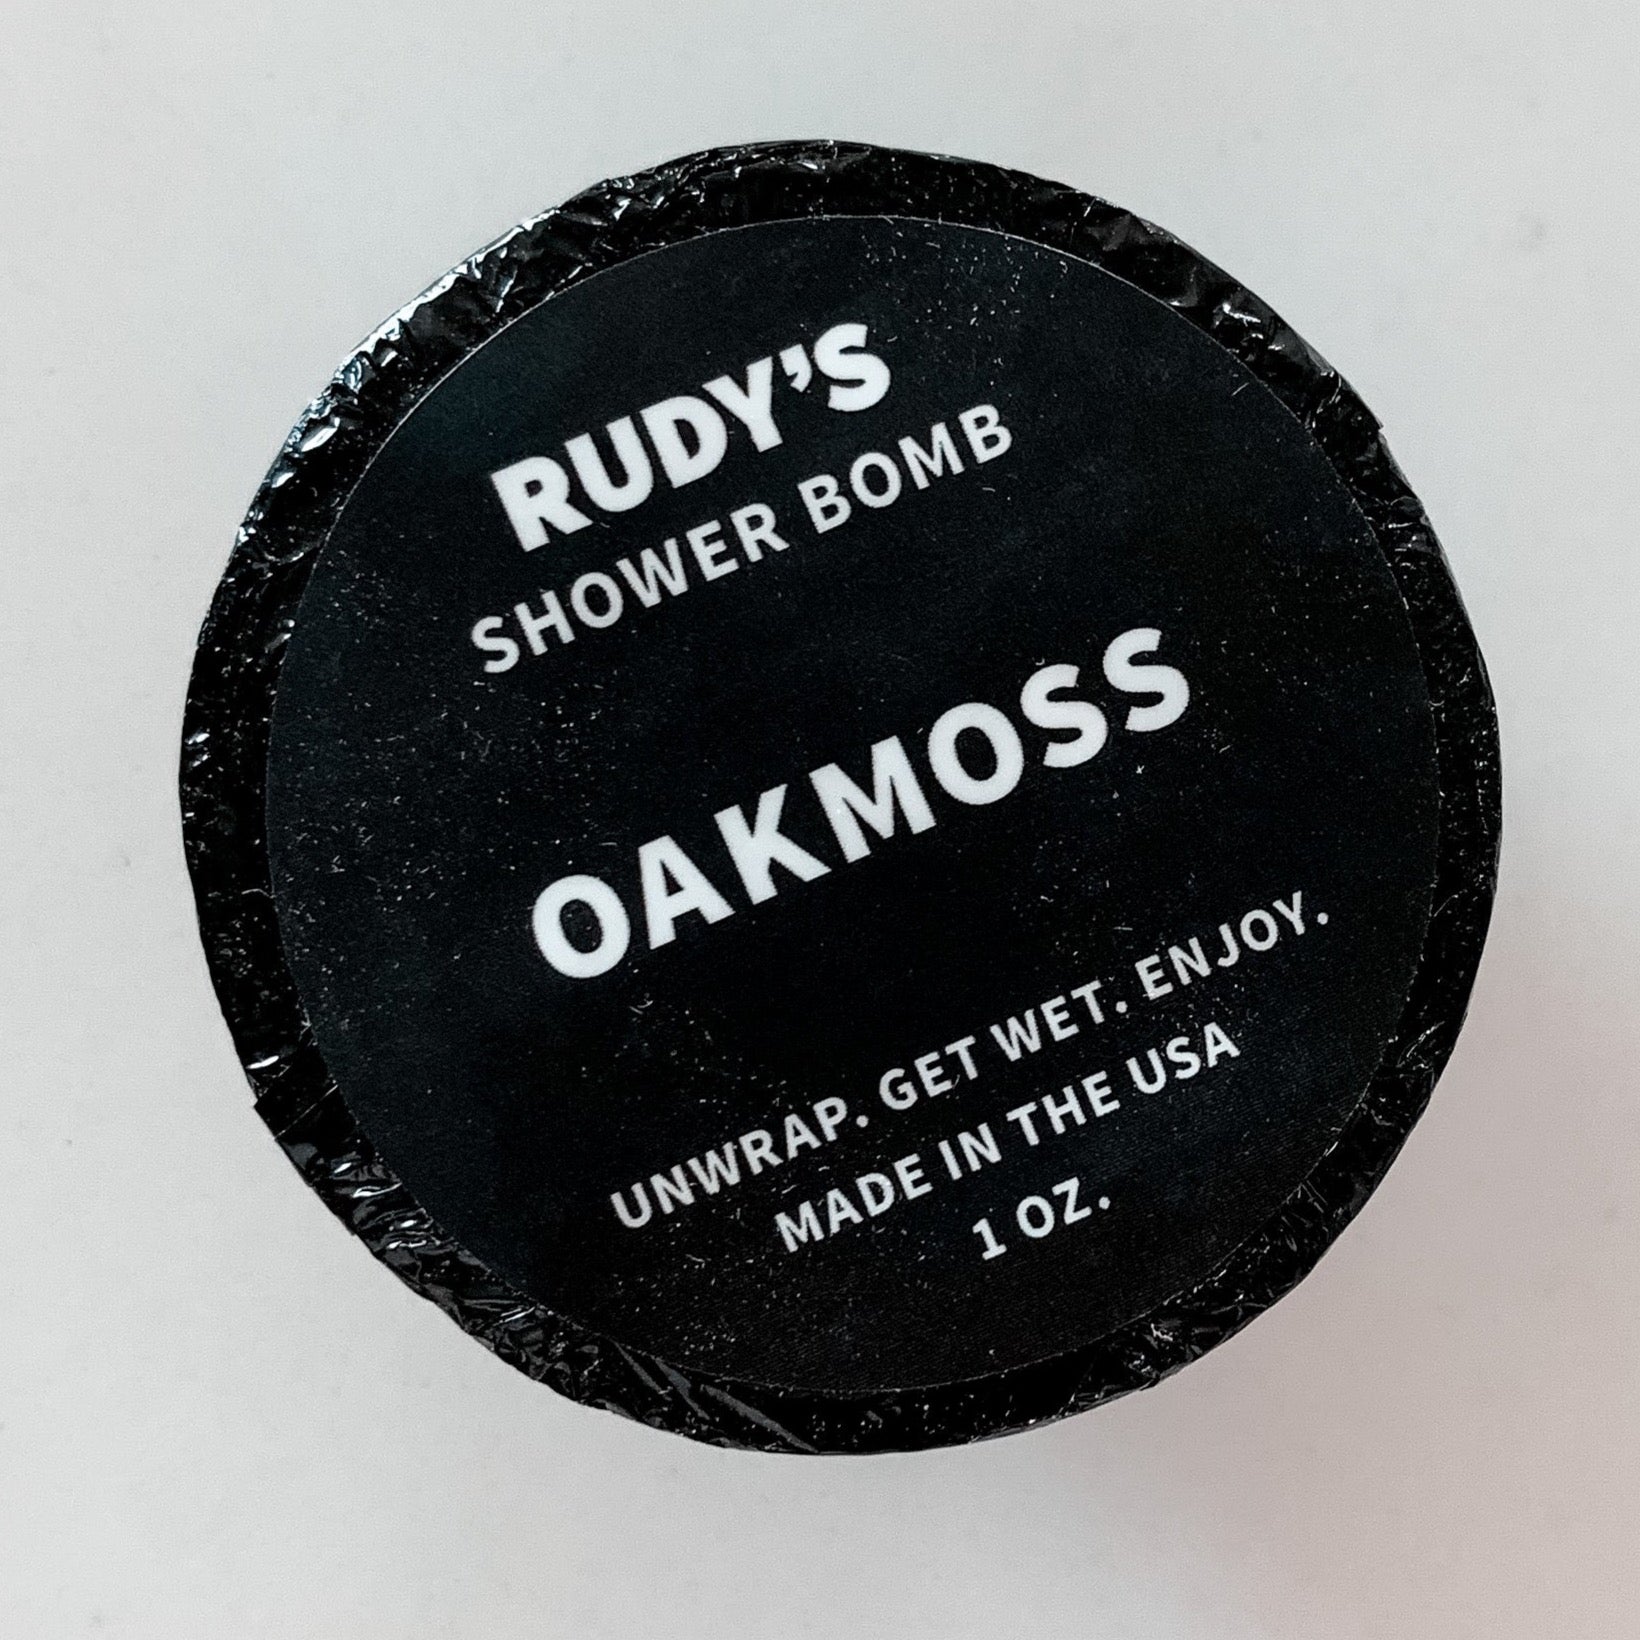 RUDY'S
SHOWER BOMB
OAKMOSS
UNWRAP. GET WET. ENJOY.
MADE IN THE USA
1 OZ.